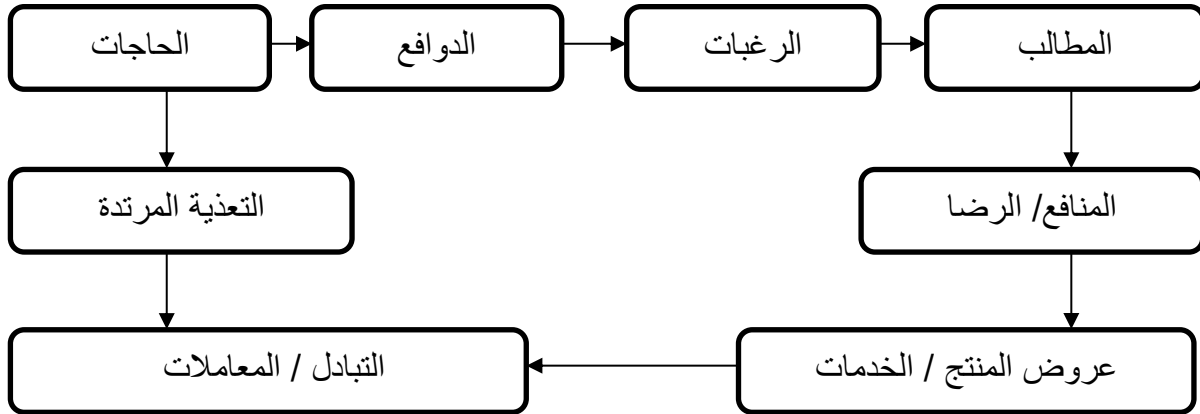 الحاجات
الدوافع
الرغبات
المطالب
التعذية المرتدة
المنافع/ الرضا
التبادل / المعاملات
عروض المنتج / الخدمات